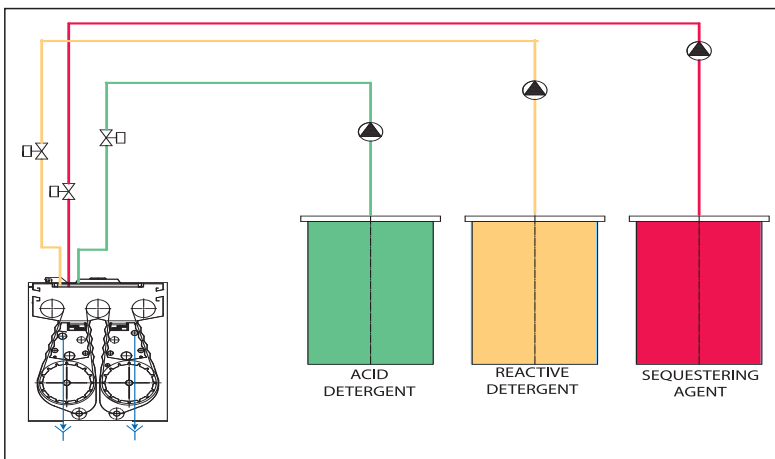 ACID
DETERGENT
REACTIVE
DETERGENT
SEQUESTERING
AGENT